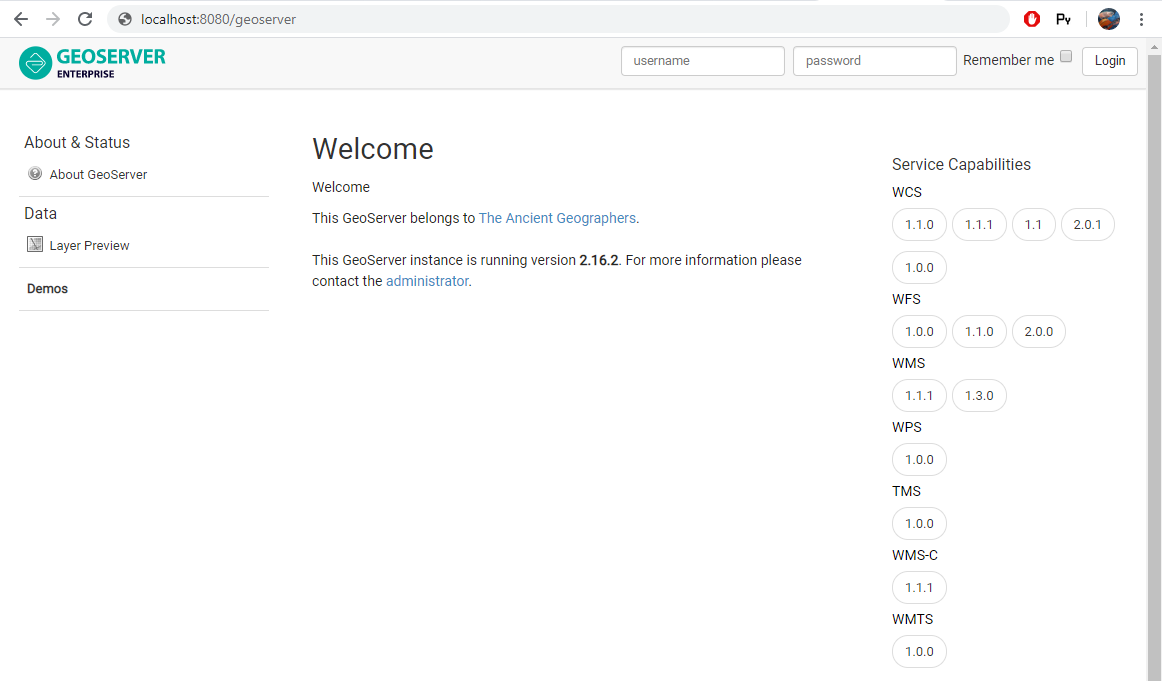 localhost:8080/geoserver
Py
GEOSERVER
ENTERPRISE
username
password
Remember me
Login
About & Status
About GeoServer
Data
Layer Preview
Demos
Welcome
Welcome
This GeoServer belongs to The Ancient Geographers.
This GeoServer instance is running version 2.16.2. For more information please
contact the administrator.
Service Capabilities
WCS
1.1.0 1.1.1 1.1 2.0.1
1.0.0
WFS
1.0.0 1.1.0 2.0.0
WMS
1.1.1 1.3.0
WPS
1.0.0
TMS
1.0.0
WMS-C
1.1.1
WMTS
1.0.0